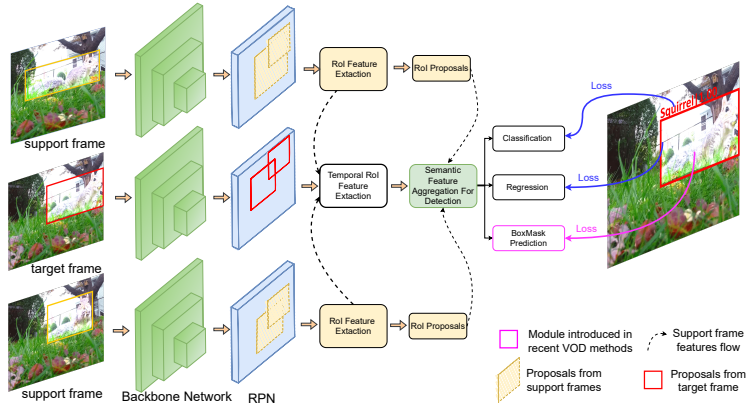 RoI Feature
Extaction
RoI Proposals
support frame
Loss
Squirrel
Classification
Temporal RoI
Feature
Extraction
Semantic
Feature
Aggregation For
Detection
Loss
Regression
BoxMask
Prediction
Loss
target frame
RoI Feature
Extraction
RoI Proposals
support frame
Backbone Network
RPN
Module introduced in
recent VOD methods
Support frame
features flow
Proposals from
support frames
Proposals from
target frame